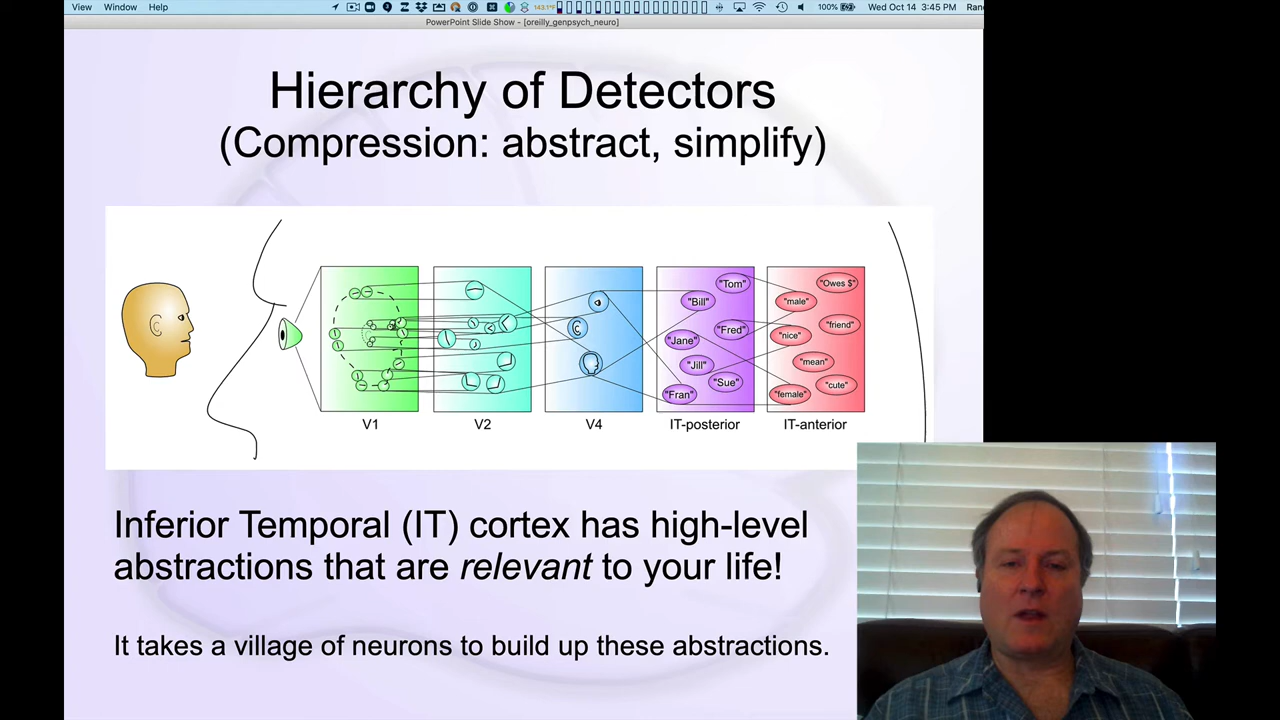 View Window Help 143.1°F 100% Wed Oct 14 3:45 PM Ran
PowerPoint Slide Show - [oreilly_genpsych_neuro]
Hierarchy of Detectors
(Compression: abstract, simplify)
"Tom" "Owes $"
"Bill" "male"
"Fred" "friend"
"Jane" "nice"
"Jill" "mean"
"Sue" "cute"
"Fran" "female"
V1 V2 V4 IT-posterior IT-anterior
Inferior Temporal (IT) cortex has high-level
abstractions that are relevant to your life!
It takes a village of neurons to build up these abstractions.